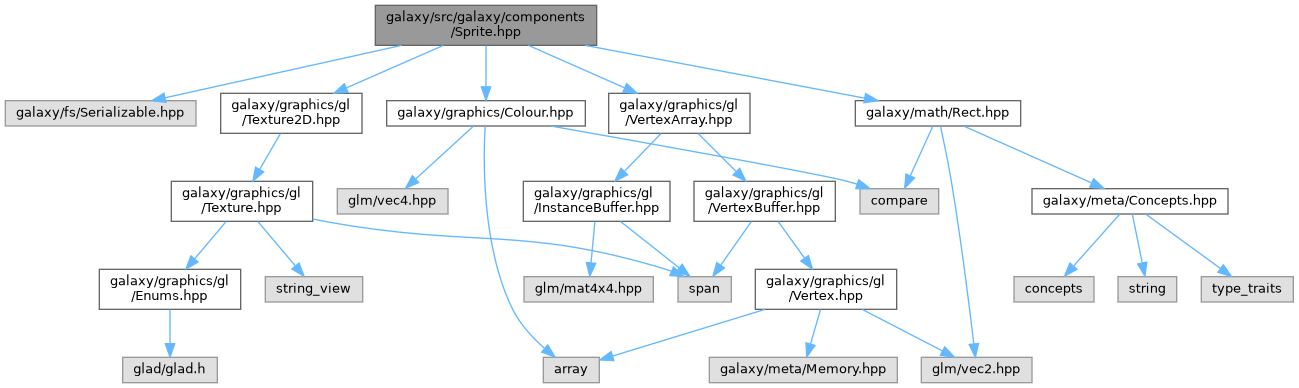 galaxy/src/galaxy/components
/Sprite.hpp
galaxy/fs/Serializable.hpp
galaxy/graphics/gl
/Texture2D.hpp
galaxy/graphics/Colour.hpp
galaxy/graphics/gl
/VertexArray.hpp
galaxy/math/Rect.hpp
galaxy/graphics/gl
/Texture.hpp
glm/vec4.hpp
galaxy/graphics/gl
/InstanceBuffer.hpp
galaxy/graphics/gl
/VertexBuffer.hpp
compare
galaxy/meta/Concepts.hpp
galaxy/graphics/gl
/Enums.hpp
string_view
glm/mat4x4.hpp
span
galaxy/graphics/gl
/Vertex.hpp
concepts
string
type_traits
glad/glad.h
array
galaxy/meta/Memory.hpp
glm/vec2.hpp